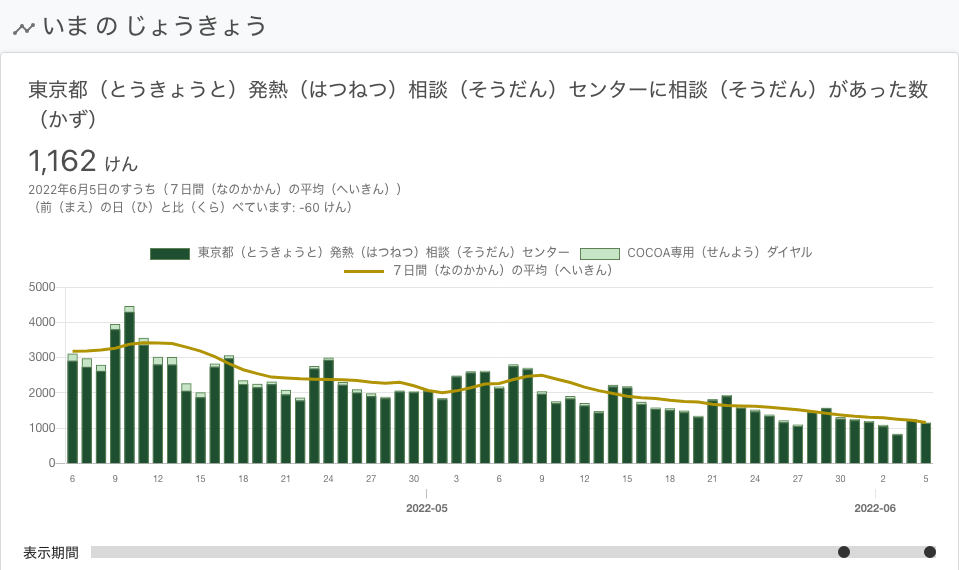 いま の じょうきょう
東京都（とうきょうと）発熱（はつねつ）相談（そうだん）センターに相談（そうだん）があった数
（かず）
1,162 けん
2022年6月5日のすうち（７日間（なのかかん）の平均（へいきん））
（前（まえ）の日（ひ）と比（くら）べています: -60 けん）
東京都（とうきょうと）発熱（はつねつ）相談（そうだん）センター COCOA専用（せんよう）ダイヤル
７日間（なのかかん）の平均（へいきん）
5000
4000
3000
2000
1000
0
6 9 12 15 18 21 24 27 30 3 6 9 12 15 18 21 24 27 30 2 5
2022-05 2022-06
表示期間